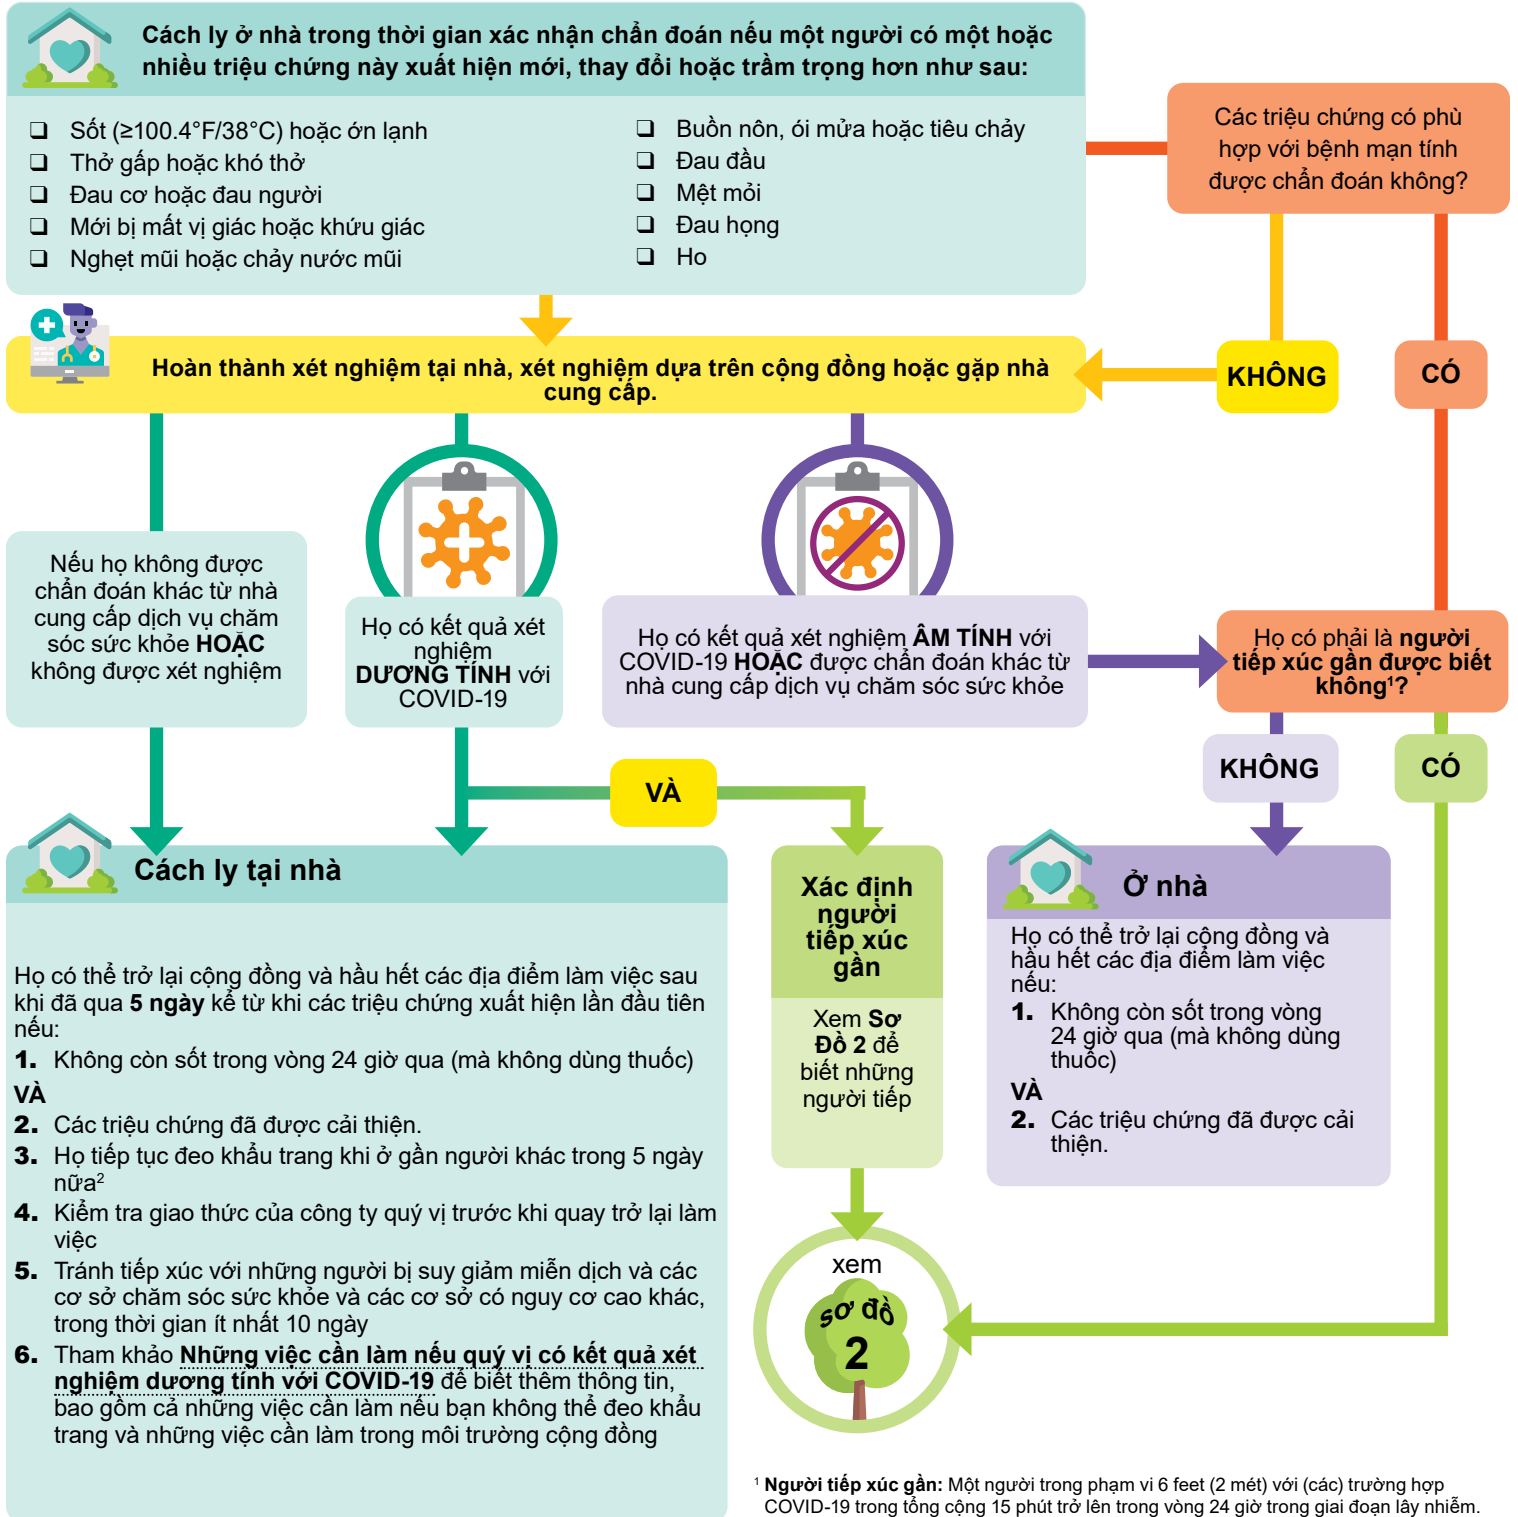 Cách ly ở nhà trong thời gian xác nhận chẩn đoán nếu một người có một hoặc
nhiều triệu chứng này xuất hiện mới, thay đổi hoặc trầm trọng hơn như sau:
❑ Sốt (≥100.4°F/38°C) hoặc ớn lạnh
❑ Thở gấp hoặc khó thở
❑ Đau cơ hoặc đau người
❑ Mới bị mất vị giác hoặc khứu giác
❑ Nghẹt mũi hoặc chảy nước mũi
❑ Buồn nôn, ói mửa hoặc tiêu chảy
❑ Đau đầu
❑ Mệt mỏi
❑ Đau họng
❑ Ho
Các triệu chứng có phù
hợp với bệnh mạn tính
được chẩn đoán không?
KHÔNG
CÓ
Hoàn thành xét nghiệm tại nhà, xét nghiệm dựa trên cộng đồng hoặc gặp nhà
cung cấp.
Nếu họ không được
chẩn đoán khác từ nhà
cung cấp dịch vụ chăm
sóc sức khỏe HOẶC
không được xét nghiệm
Họ có kết quả xét
nghiệm
DƯƠNG TÍNH với
COVID-19
Họ có kết quả xét nghiệm ÂM TÍNH với
COVID-19 HOẶC được chẩn đoán khác từ
nhà cung cấp dịch vụ chăm sóc sức khỏe
Họ có phải là người
tiếp xúc gần được biết
không¹?
KHÔNG
CÓ
VÀ
Cách ly tại nhà
Họ có thể trở lại cộng đồng và hầu hết các địa điểm làm việc sau
khi đã qua 5 ngày kể từ khi các triệu chứng xuất hiện lần đầu tiên
nếu:
1. Không còn sốt trong vòng 24 giờ qua (mà không dùng thuốc)
VÀ
2. Các triệu chứng đã được cải thiện.
3. Họ tiếp tục đeo khẩu trang khi ở gần người khác trong 5 ngày
nữa²
4. Kiểm tra giao thức của công ty quý vị trước khi quay trở lại làm
việc
5. Tránh tiếp xúc với những người bị suy giảm miễn dịch và các
cơ sở chăm sóc sức khỏe và các cơ sở có nguy cơ cao khác,
trong thời gian ít nhất 10 ngày
6. Tham khảo Những việc cần làm nếu quý vị có kết quả xét
nghiệm dương tính với COVID-19 để biết thêm thông tin,
bao gồm cả những việc cần làm nếu bạn không thể đeo khẩu
trang và những việc cần làm trong môi trường cộng đồng
Xác định
người
tiếp xúc
gần
Xem Sơ
Đồ 2 để
biết những
người tiếp
Ở nhà
Họ có thể trở lại cộng đồng và
hầu hết các địa điểm làm việc
nếu:
1. Không còn sốt trong vòng
24 giờ qua (mà không dùng
thuốc)
VÀ
2. Các triệu chứng đã được cải
thiện.
xem
sơ đồ
2
¹ Người tiếp xúc gần: Một người trong phạm vi 6 feet (2 mét) với (các) trường hợp
COVID-19 trong tổng cộng 15 phút trở lên trong vòng 24 giờ trong giai đoạn lây nhiễm.